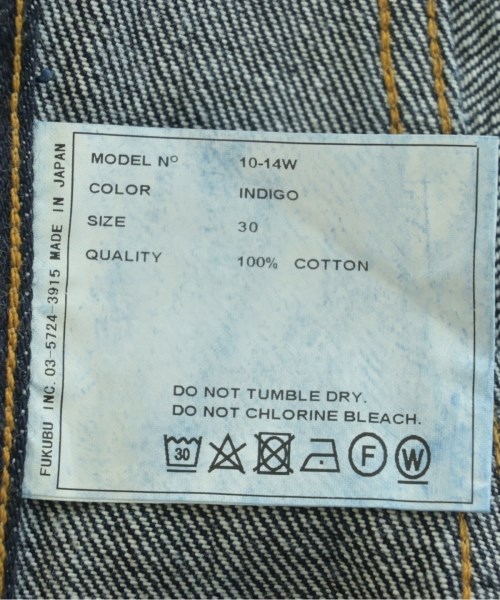 MODEL Nº 10-14W
COLOR INDIGO
SIZE 30
QUALITY 100% COTTON
DO NOT TUMBLE DRY.
DO NOT CHLORINE BLEACH.
30 F W
FUKUBU INC. 03-5724-3915 MADE IN JAPAN